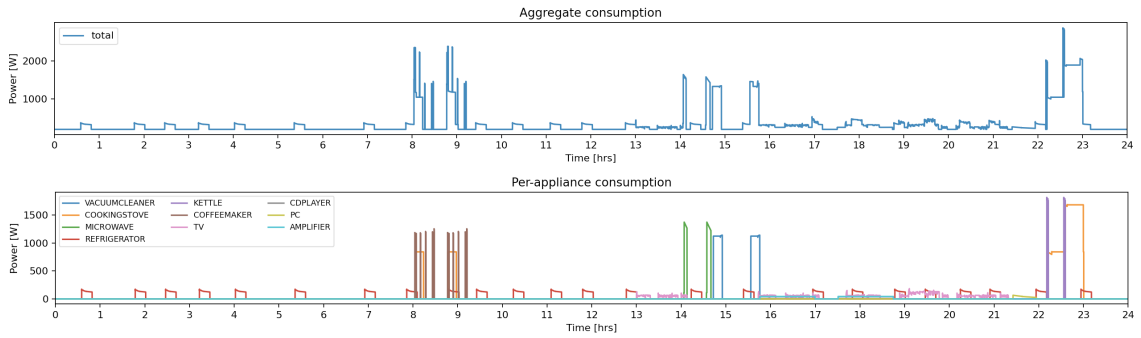 Aggregate consumption
total
Power [W]
2000
1000
0 1 2 3 4 5 6 7 8 9 10 11 12 13 14 15 16 17 18 19 20 21 22 23 24
Time [hrs]
Per-appliance consumption
VACUUMCLEANER KETTLE CDPLAYER
COOKINGSTOVE COFFEEMAKER PC
MICROWAVE TV AMPLIFIER
REFRIGERATOR
Power [W]
1500
1000
500
0
0 1 2 3 4 5 6 7 8 9 10 11 12 13 14 15 16 17 18 19 20 21 22 23 24
Time [hrs]